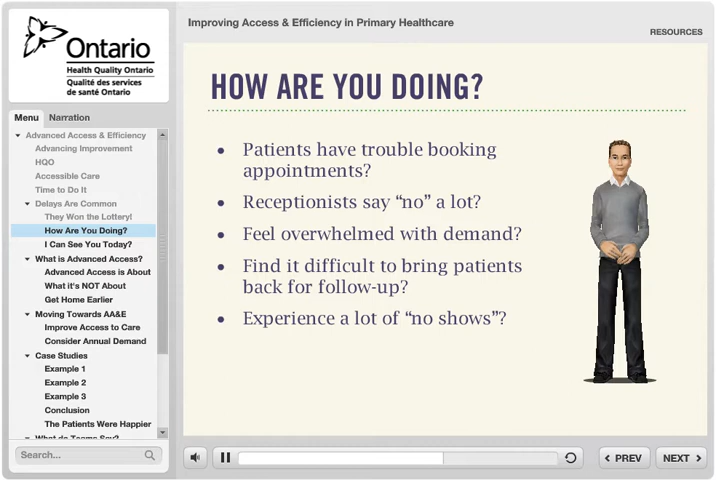 Improving Access & Efficiency in Primary Healthcare
RESOURCES
Ontario
Health Quality Ontario
Qualité des services
de santé Ontario
Menu
Narration
Advanced Access & Efficiency
Advancing Improvement
HQO
Accessible Care
Time to Do It
Delays Are Common
They Won the Lottery!
How Are You Doing?
I Can See You Today?
What is Advanced Access?
Advanced Access is About
What it's NOT About
Get Home Earlier
Moving Towards AA&E
Improve Access to Care
Consider Annual Demand
Case Studies
Example 1
Example 2
Example 3
Conclusion
The Patients Were Happier
What do Teams Say?
Search...
HOW ARE YOU DOING?
• Patients have trouble booking
appointments?
• Receptionists say “no” a lot?
• Feel overwhelmed with demand?
• Find it difficult to bring patients
back for follow-up?
• Experience a lot of “no shows”?
PREV
NEXT